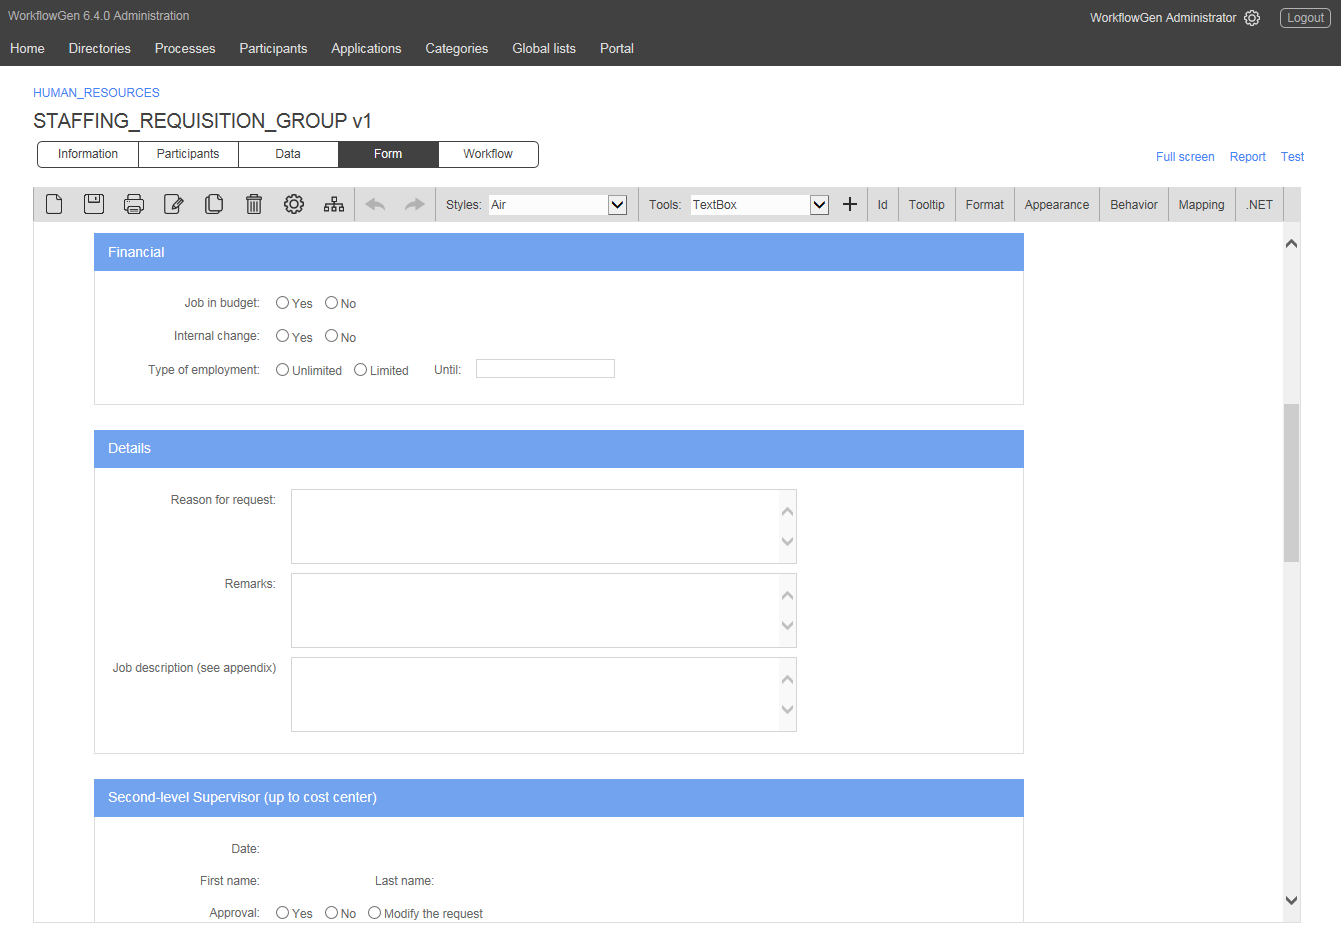 WorkflowGen 6.4.0 Administration
WorkflowGen Administrator Logout
Home Directories Processes Participants Applications Categories Global lists Portal
HUMAN_RESOURCES
STAFFING_REQUISITION_GROUP v1
Information Participants Data Form Workflow
Full screen Report Test
Styles: Air Tools: TextBox Id Tooltip Format Appearance Behavior Mapping .NET
Financial
Job in budget: Yes No
Internal change: Yes No
Type of employment: Unlimited Limited Until:
Details
Reason for request:
Remarks:
Job description (see appendix)
Second-level Supervisor (up to cost center)
Date:
First name: Last name:
Approval: Yes No Modify the request